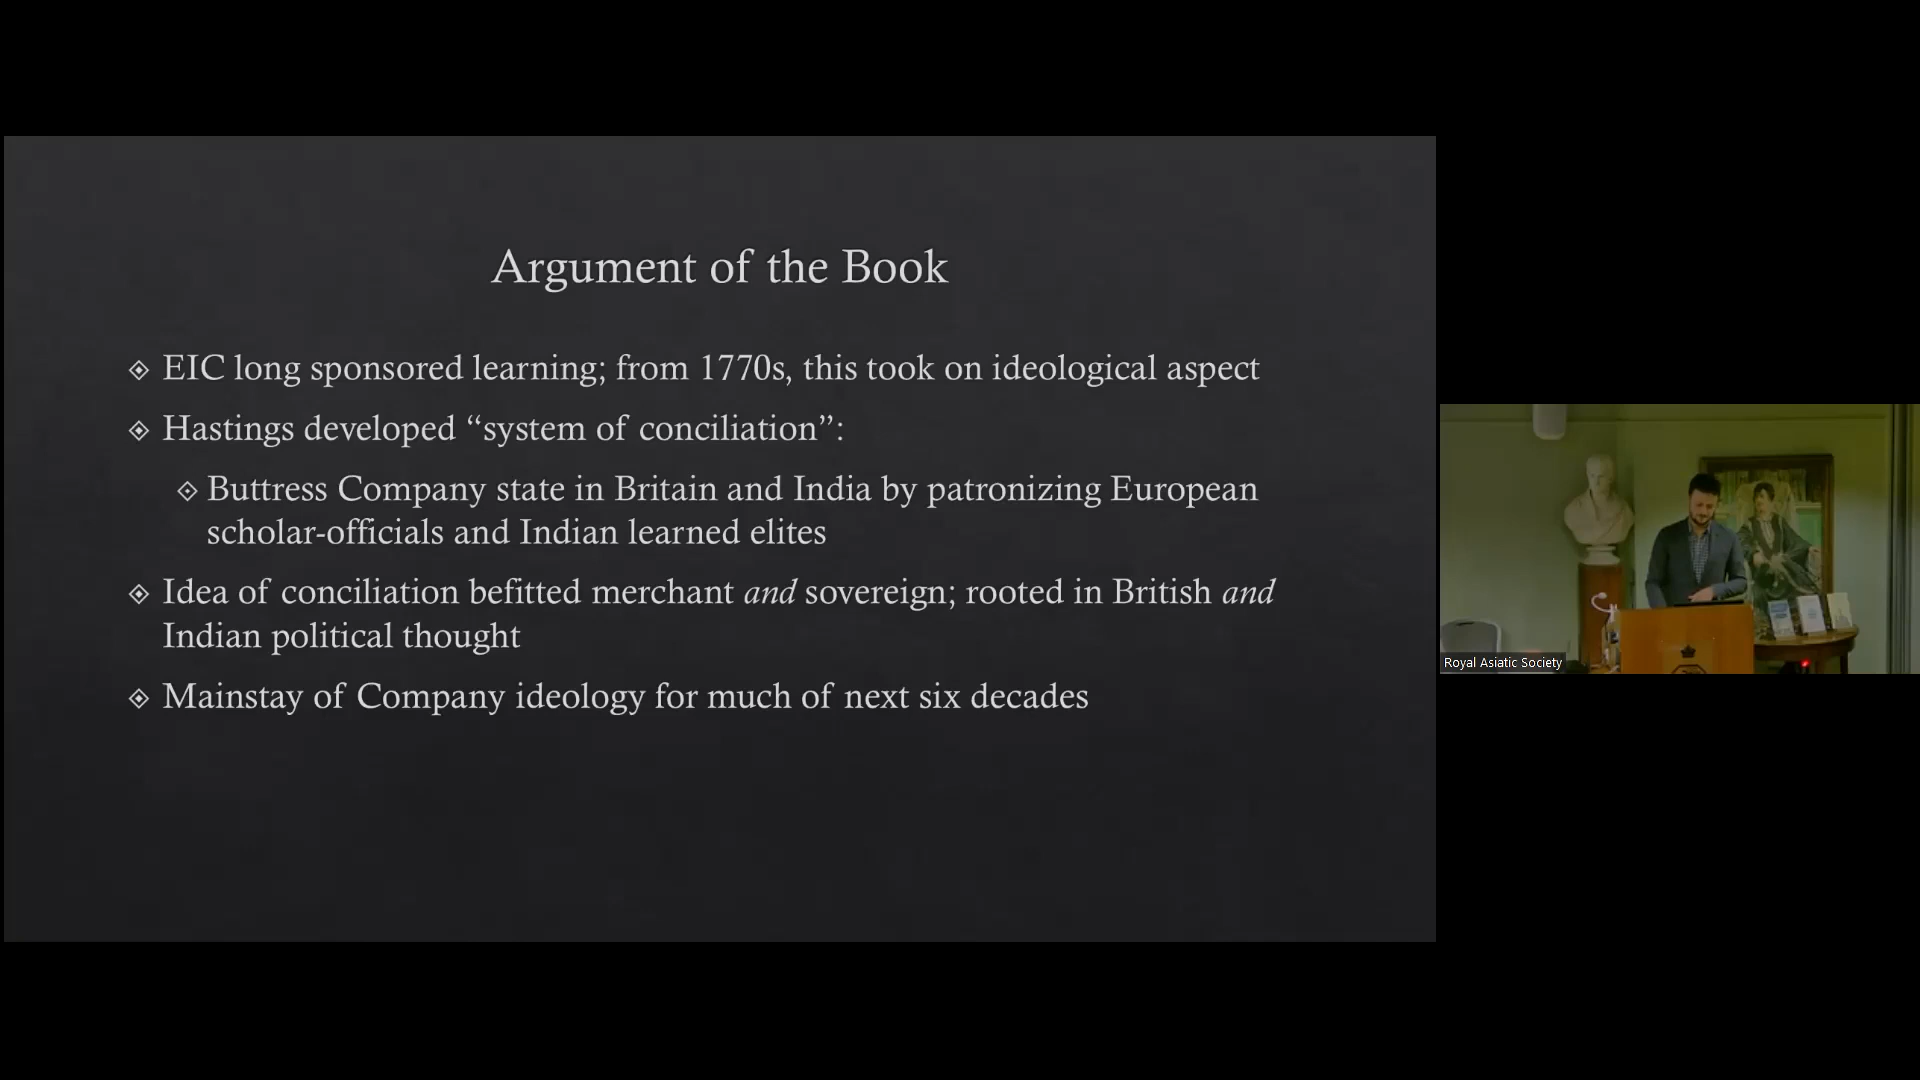 Argument of the Book
EIC long sponsored learning; from 1770s, this took on ideological aspect
Hastings developed “system of conciliation”:
Buttress Company state in Britain and India by patronizing European
scholar-officials and Indian learned elites
Idea of conciliation befitted merchant and sovereign; rooted in British and
Indian political thought
Mainstay of Company ideology for much of next six decades
Royal Asiatic Society